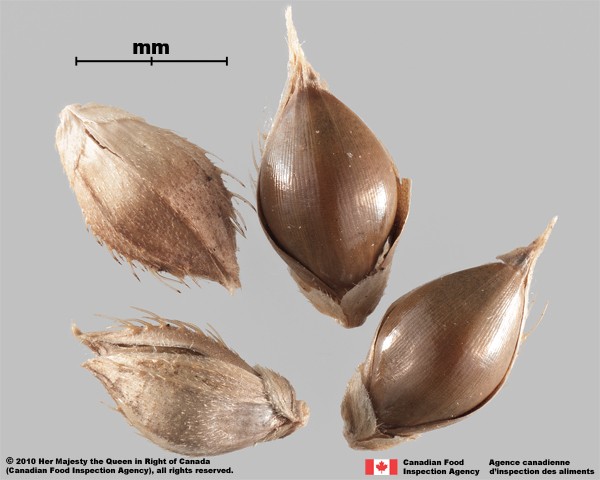 mm
© 2010 Her Majesty the Queen in Right of Canada
(Canadian Food Inspection Agency), all rights reserved.
Canadian Food
Inspection Agency
Agence canadienne
d'inspection des aliments